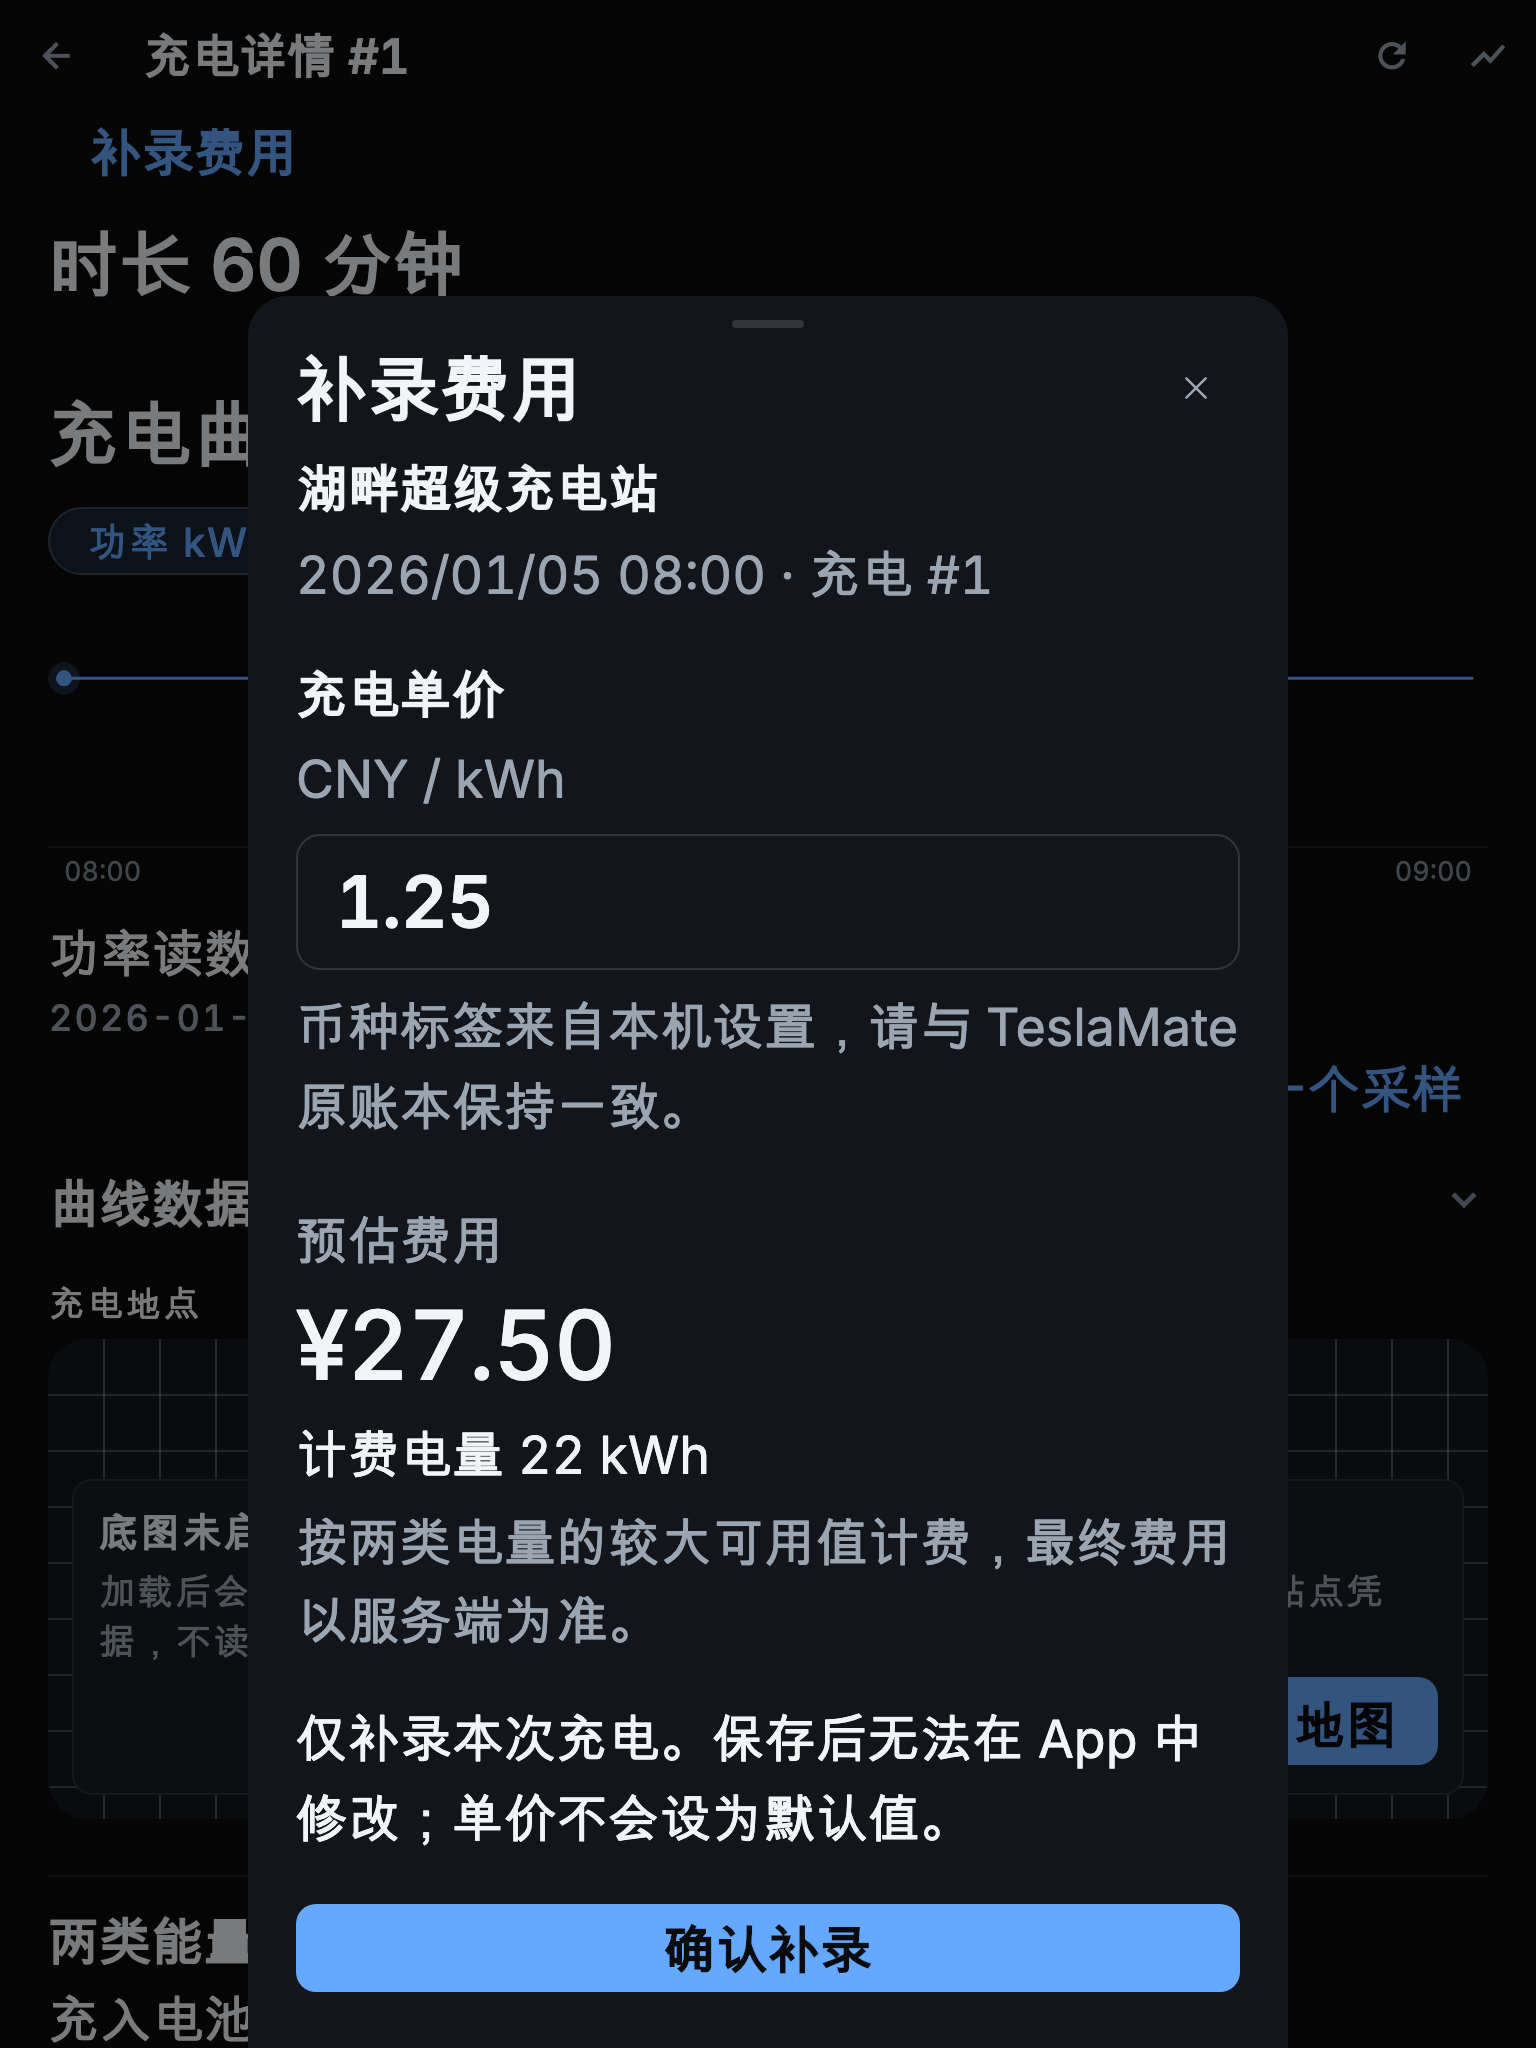 充电详情 #1
补录费用
时长 60 分钟
充电曲
功率 kW
08:00
09:00
功率读数
2026-01-
一个采样
曲线数据
充电地点
底图未启
加载后会
站点凭
据，不读
地图
两类能量
充入电池
补录费用
湖畔超级充电站
2026/01/05 08:00 · 充电 #1
充电单价
CNY / kWh
1.25
币种标签来自本机设置，请与 TeslaMate
原账本保持一致。
预估费用
¥27.50
计费电量 22 kWh
按两类电量的较大可用值计费，最终费用
以服务端为准。
仅补录本次充电。保存后无法在 App 中
修改；单价不会设为默认值。
确认补录